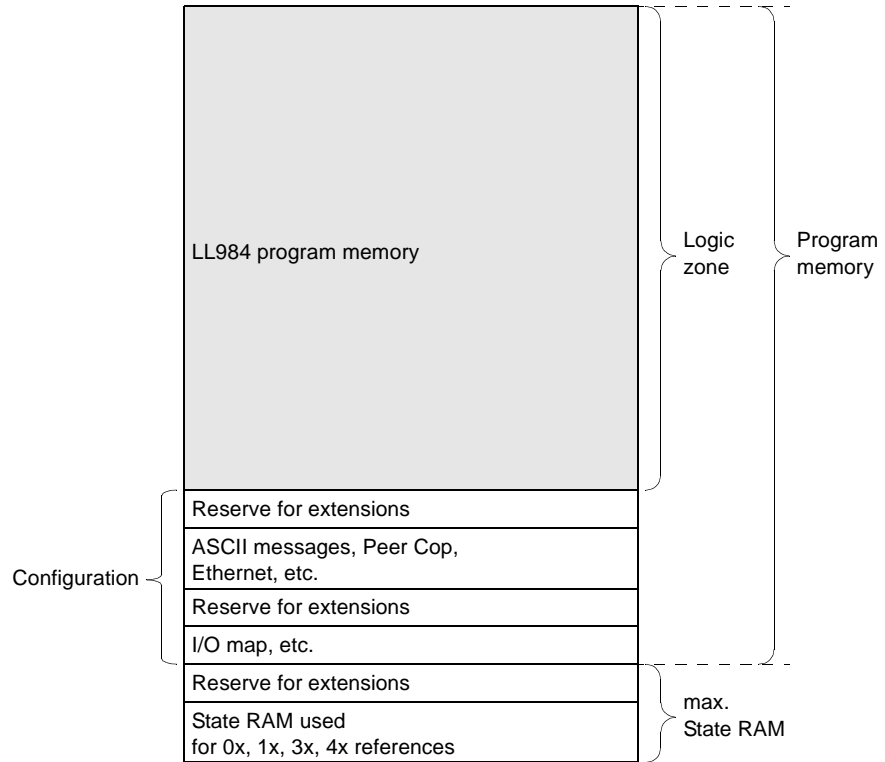 LL984 program memory
Logic
zone
Program
memory
Configuration
Reserve for extensions
ASCII messages, Peer Cop,
Ethernet, etc.
Reserve for extensions
I/O map, etc.
Reserve for extensions
State RAM used
for 0x, 1x, 3x, 4x references
max.
State RAM